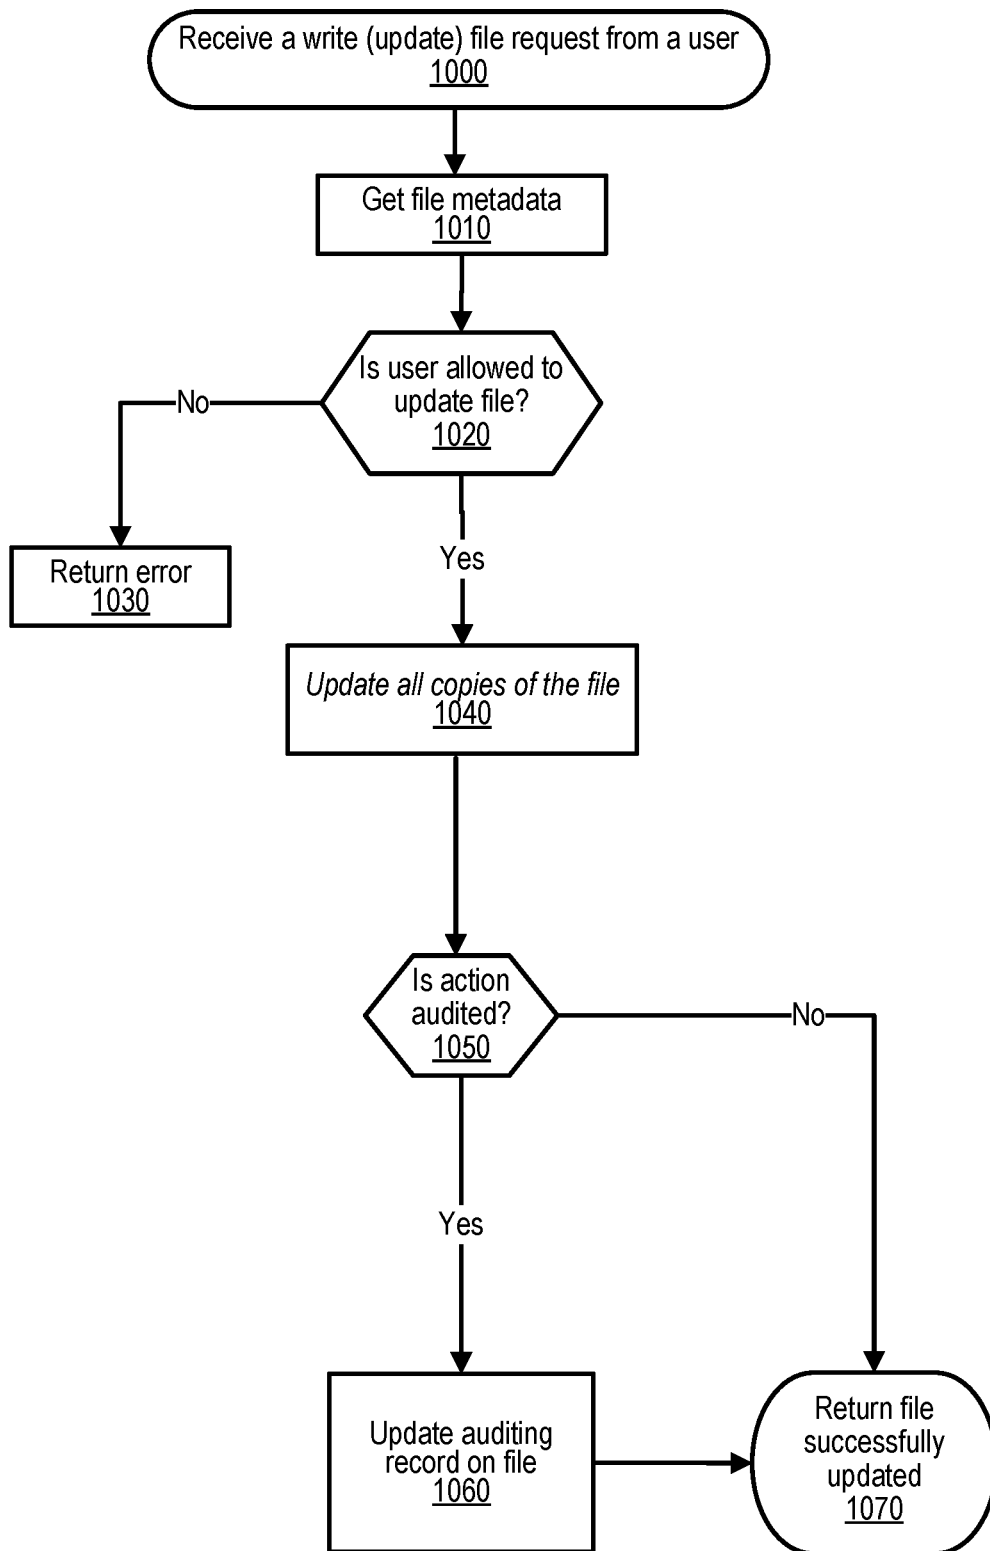 Receive a write (update) file request from a user
1000
Get file metadata
1010
Is user allowed to
update file?
1020
No
Yes
Return error
1030
Update all copies of the file
1040
Is action
audited?
1050
No
Yes
Update auditing
record on file
1060
Return file
successfully
updated
1070